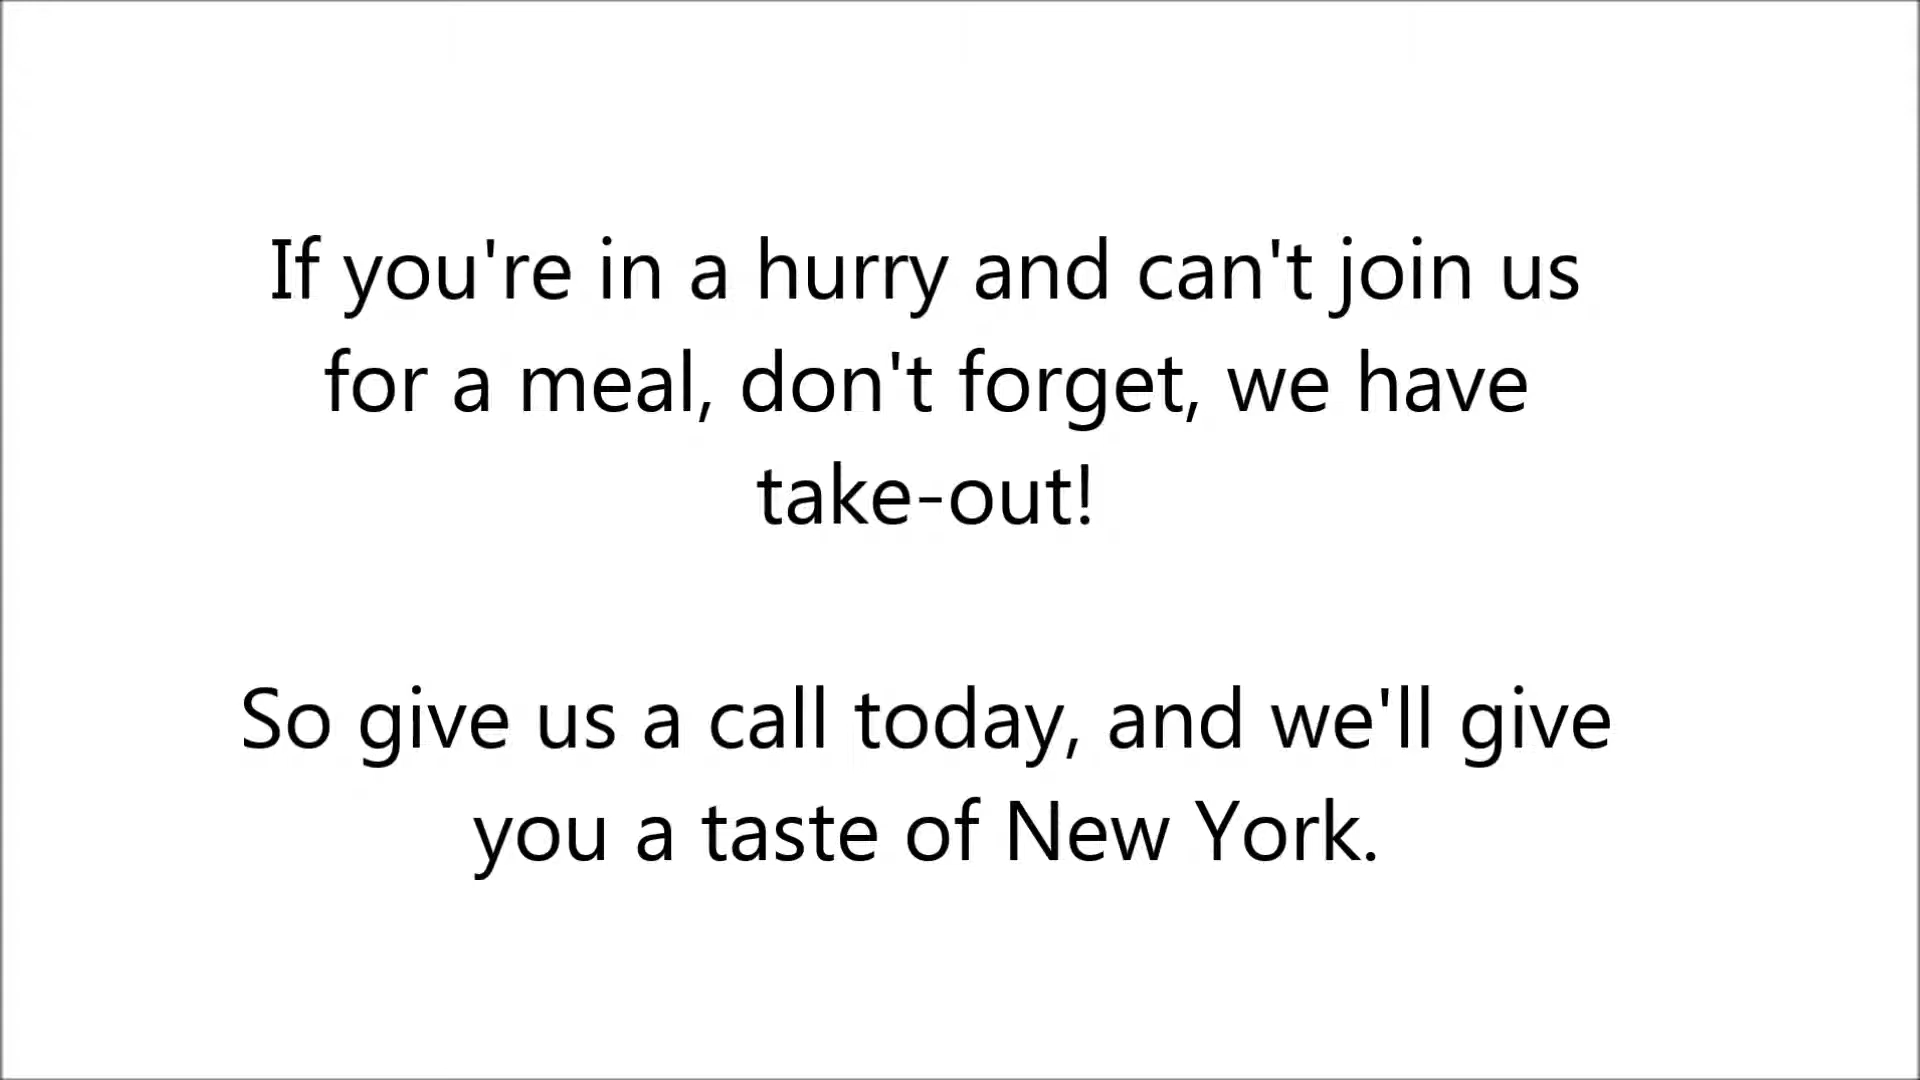 If you're in a hurry and can't join us
for a meal, don't forget, we have
take-out!
So give us a call today, and we'll give
you a taste of New York.